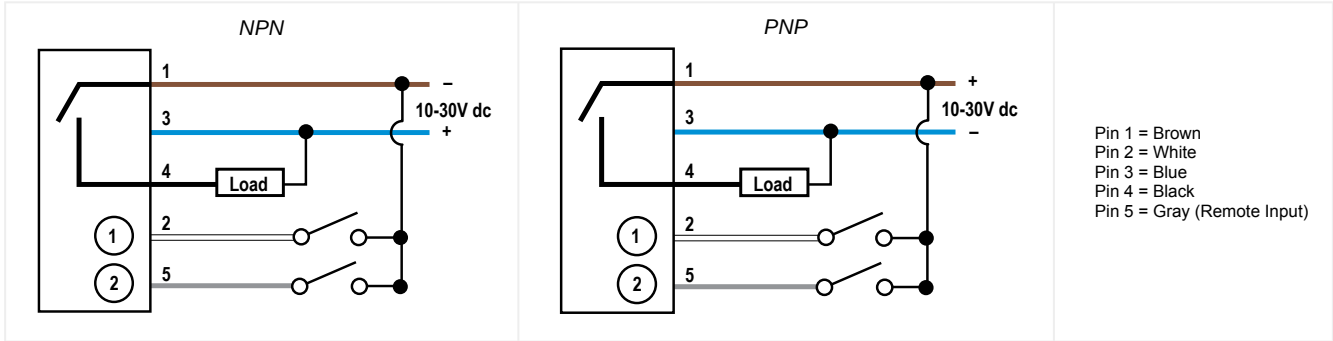 NPN
1
–
10-30V dc
3
+
4
Load
1
2
2
5
PNP
1
+
10-30V dc
3
–
4
Load
1
2
2
5
Pin 1 = Brown
Pin 2 = White
Pin 3 = Blue
Pin 4 = Black
Pin 5 = Gray (Remote Input)